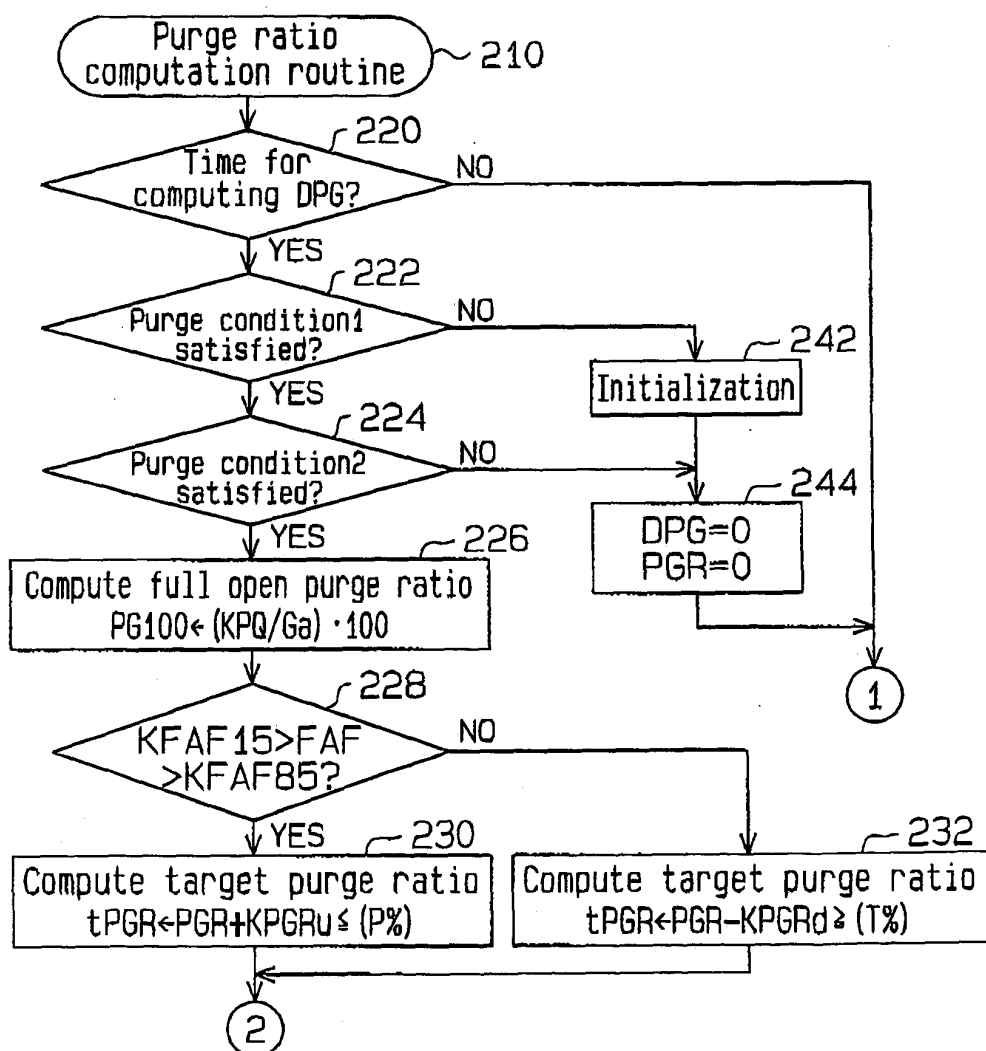 Purge ratio
computation routine
210
220
Time for
computing DPG?
NO
YES
222
Purge condition1
satisfied?
NO
242
Initialization
YES
224
Purge condition2
satisfied?
NO
244
DPG=0
PGR=0
YES
226
Compute full open purge ratio
PG100←(KPQ/Ga)·100
1
228
KFAF15>FAF
>KFAF85?
NO
YES
230
Compute target purge ratio
tPGR←PGR+KPGRu≦(P%)
232
Compute target purge ratio
tPGR←PGR-KPGRd≧(T%)
2